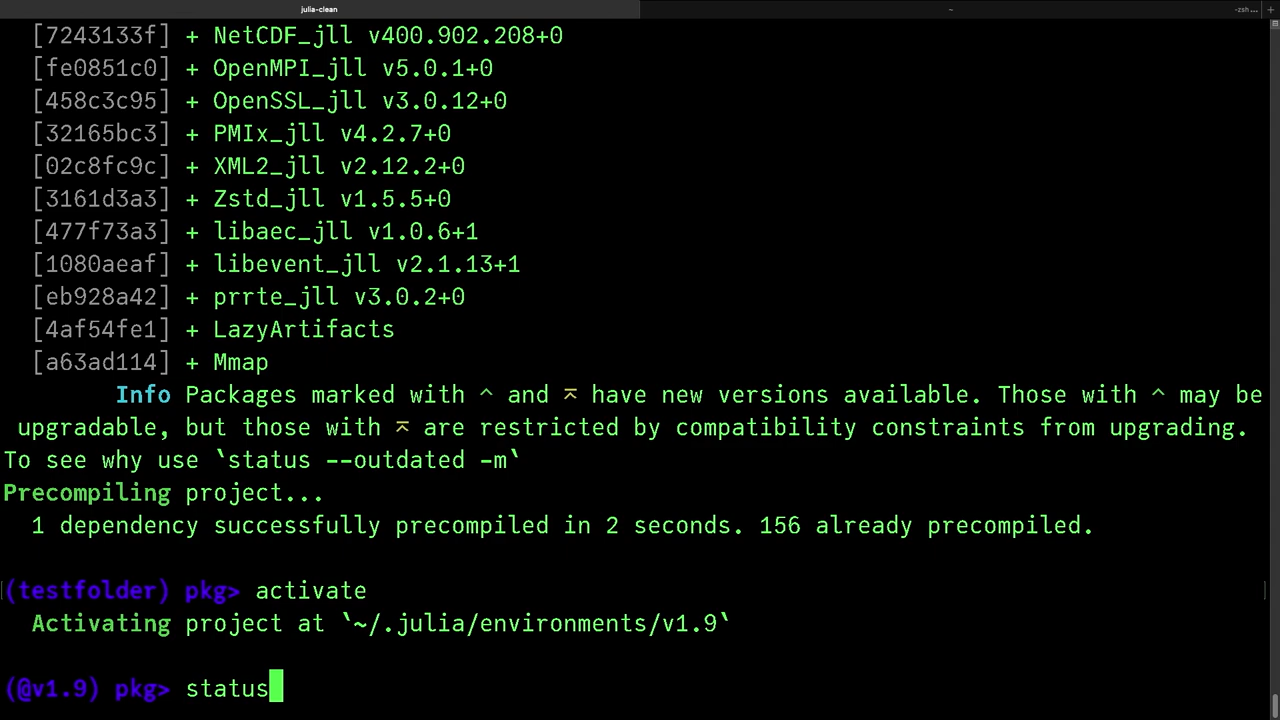 julia-clean
~
-zsh...
[7243133f] + NetCDF_jll v400.902.208+0
[fe0851c0] + OpenMPI_jll v5.0.1+0
[458c3c95] + OpenSSL_jll v3.0.12+0
[32165bc3] + PMIx_jll v4.2.7+0
[02c8fc9c] + XML2_jll v2.12.2+0
[3161d3a3] + Zstd_jll v1.5.5+0
[477f73a3] + libaec_jll v1.0.6+1
[1080aeaf] + libevent_jll v2.1.13+1
[eb928a42] + prrte_jll v3.0.2+0
[4af54fe1] + LazyArtifacts
[a63ad114] + Mmap
Info Packages marked with ^ and ⌅ have new versions available. Those with ^ may be
upgradable, but those with ⌅ are restricted by compatibility constraints from upgrading.
To see why use `status --outdated -m`
Precompiling project...
1 dependency successfully precompiled in 2 seconds. 156 already precompiled.
(testfolder) pkg> activate
Activating project at `~/.julia/environments/v1.9`
(@v1.9) pkg> status